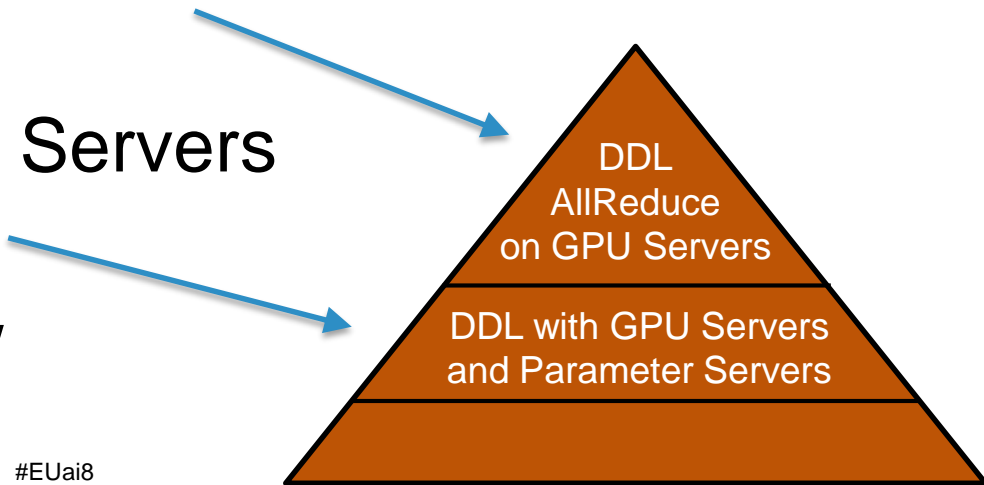 Servers
DDL
AllReduce
on GPU Servers
DDL with GPU Servers
and Parameter Servers
#EUai8